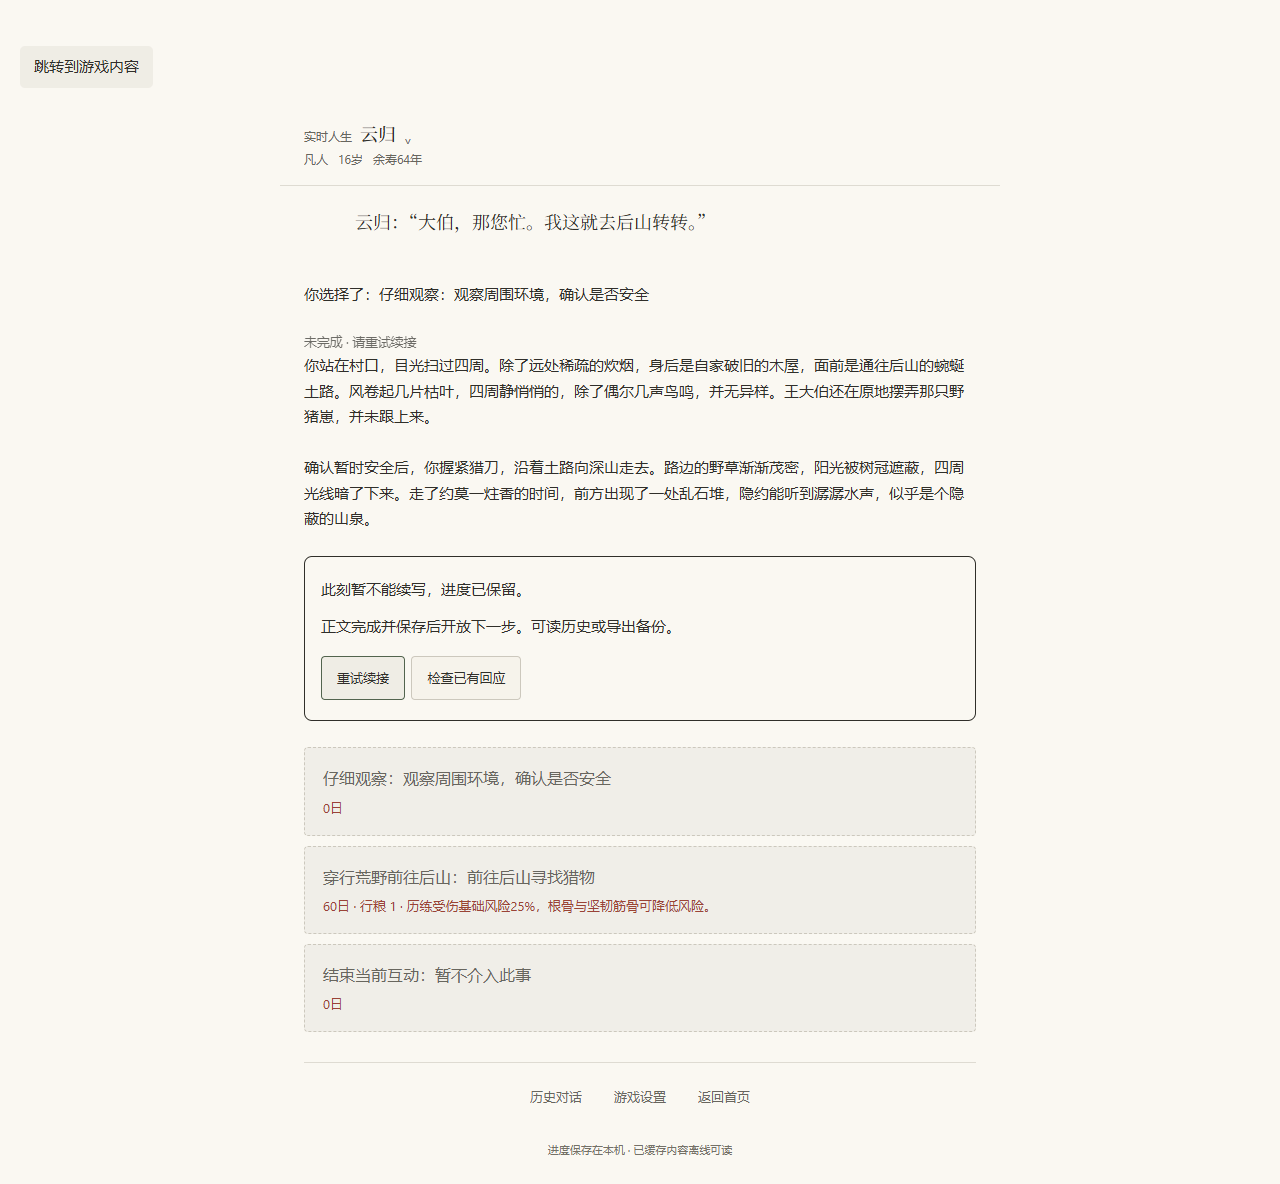 跳转到游戏内容
实时人生 云归 v
凡人 16岁 余寿64年
云归：“大伯，那您忙。我这就去后山转转。”
你选择了：仔细观察：观察周围环境，确认是否安全
未完成 · 请重试续接
你站在村口，目光扫过四周。除了远处稀疏的炊烟，身后是自家破旧的木屋，面前是通往后山的蜿蜒
土路。风卷起几片枯叶，四周静悄悄的，除了偶尔几声鸟鸣，并无异样。王大伯还在原地摆弄那只野
猪崽，并未跟上来。
确认暂时安全后，你握紧猎刀，沿着土路向深山走去。路边的野草渐渐茂密，阳光被树冠遮蔽，四周
光线暗了下来。走了约莫一炷香的时间，前方出现了一处乱石堆，隐约能听到潺潺水声，似乎是个隐
蔽的山泉。
此刻暂不能续写，进度已保留。
正文完成并保存后开放下一步。可读历史或导出备份。
重试续接 检查已有回应
仔细观察：观察周围环境，确认是否安全
0日
穿行荒野前往后山：前往后山寻找猎物
60日 · 行粮 1 · 历练受伤基础风险25%，根骨与坚韧筋骨可降低风险。
结束当前互动：暂不介入此事
0日
历史对话 游戏设置 返回首页
进度保存在本机 · 已缓存内容离线可读